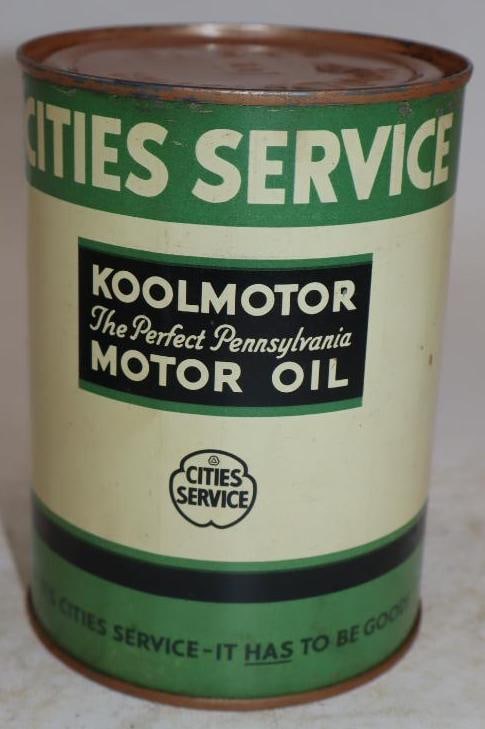 CITIES SERVICE
KOOLMOTOR
The Perfect Pennsylvania
MOTOR OIL
CITIES
SERVICE
CITIES SERVICE-IT HAS TO BE GOOD!